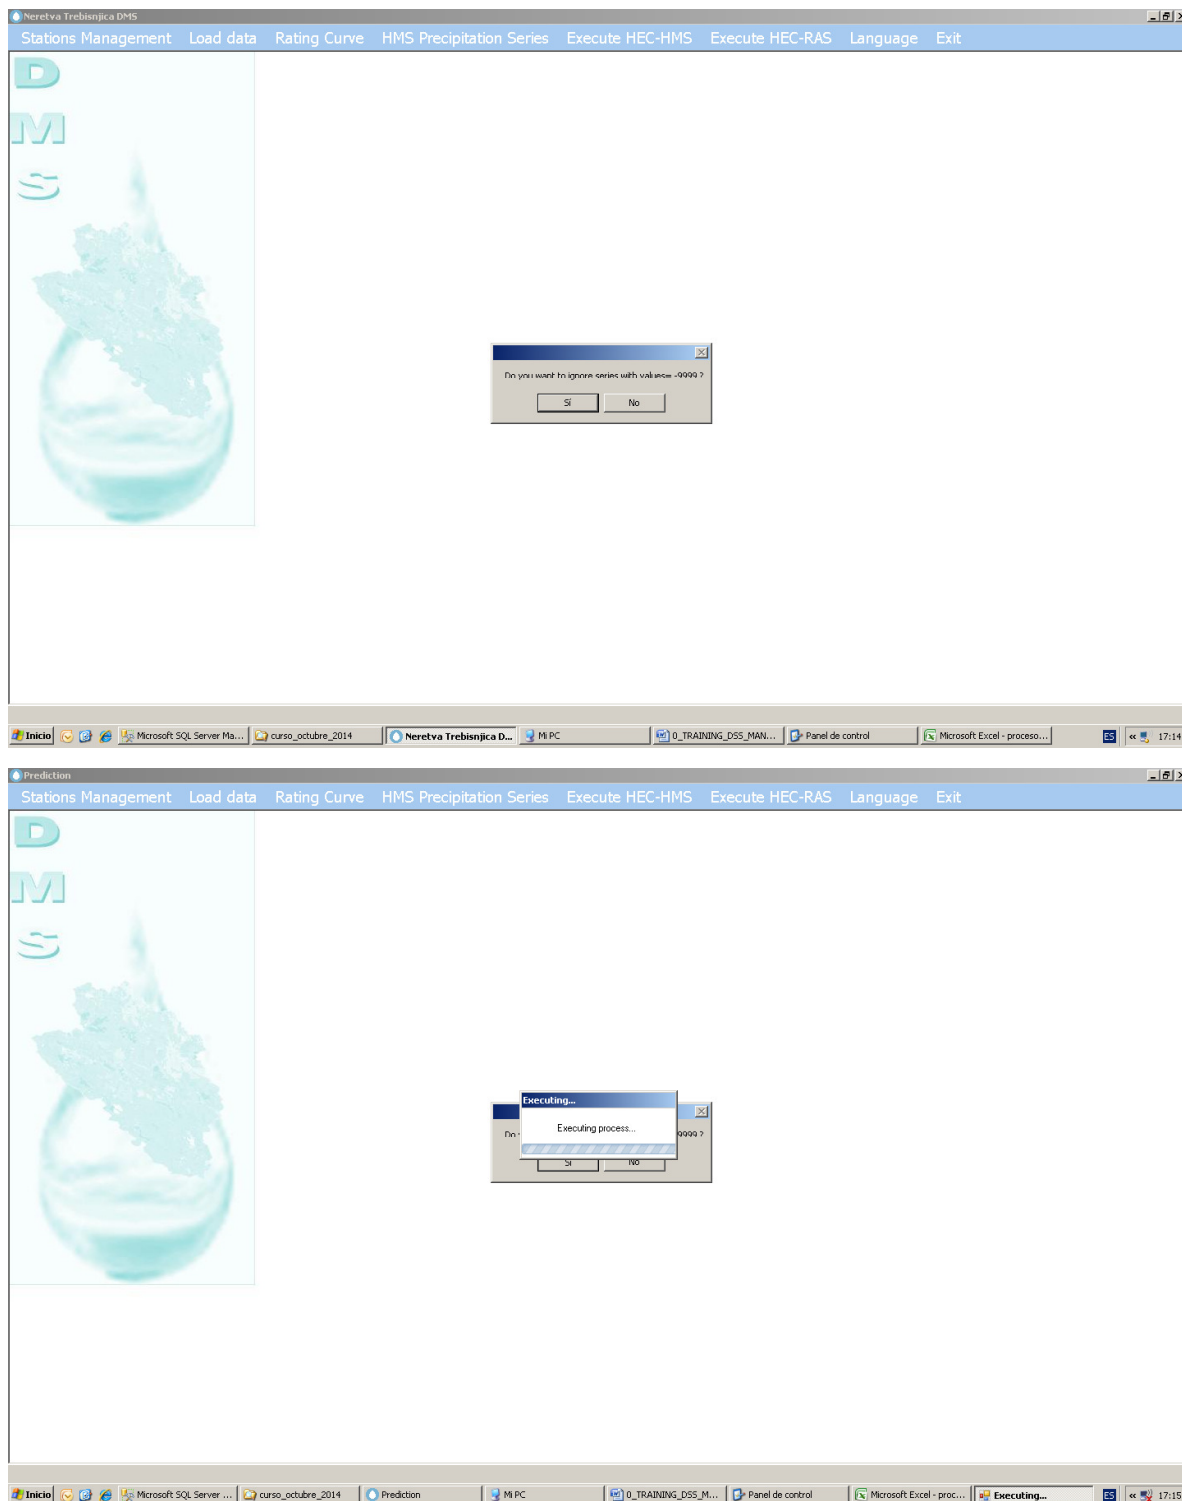 Neretva Trebisnjica DMS
Stations Management Load data Rating Curve HMS Precipitation Series Execute HEC-HMS Execute HEC-RAS Language Exit
D
M
S
Do you want to ignore series with values= -9999 ?
Sí No
Inicio Microsoft SQL Server Ma... curso_octubre_2014 Neretva Trebisnjica D... Mi PC 0_TRAINING_DSS_MAN... Panel de control Microsoft Excel - proceso... ES « 17:14
Prediction
Stations Management Load data Rating Curve HMS Precipitation Series Execute HEC-HMS Execute HEC-RAS Language Exit
D
M
S
Executing...
Executing process...
Do 9999 ?
Sí No
Inicio Microsoft SQL Server ... curso_octubre_2014 Prediction Mi PC 0_TRAINING_DSS_M... Panel de control Microsoft Excel - proc... Executing... ES « 17:15